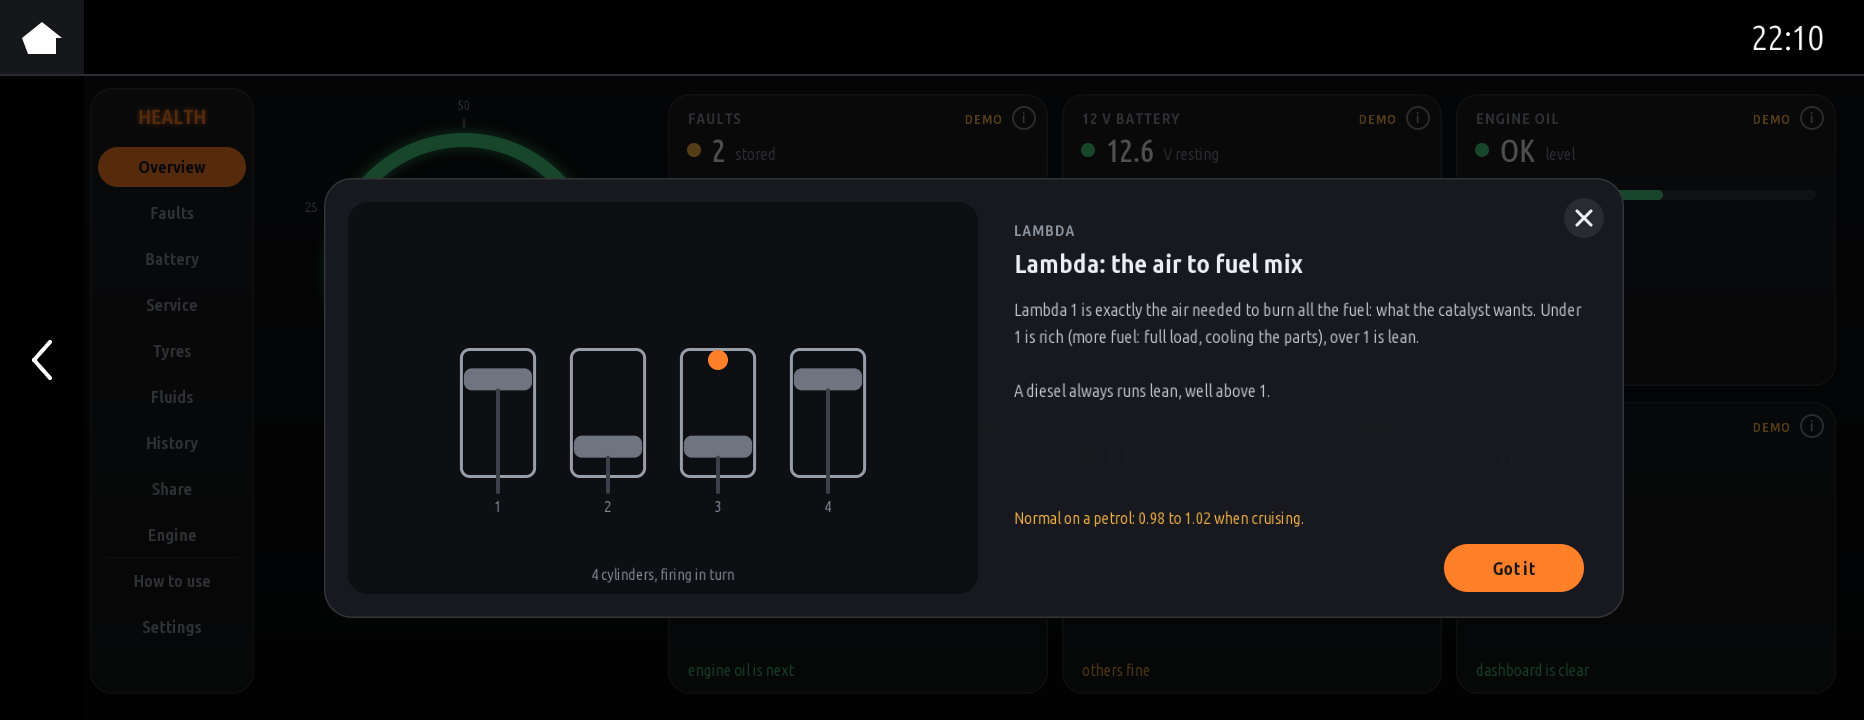 22:10
HEALTH
Overview
Faults
Battery
Service
Tyres
Fluids
History
Share
Engine
How to use
Settings
50
25
FAULTS
DEMO
i
2 stored
12 V BATTERY
DEMO
i
12.6 V resting
ENGINE OIL
DEMO
i
OK level
LAMBDA
Lambda: the air to fuel mix
Lambda 1 is exactly the air needed to burn all the fuel: what the catalyst wants. Under
1 is rich (more fuel: full load, cooling the parts), over 1 is lean.
A diesel always runs lean, well above 1.
Normal on a petrol: 0.98 to 1.02 when cruising.
Got it
1 2 3 4
4 cylinders, firing in turn
DEMO
i
engine oil is next
others fine
dashboard is clear